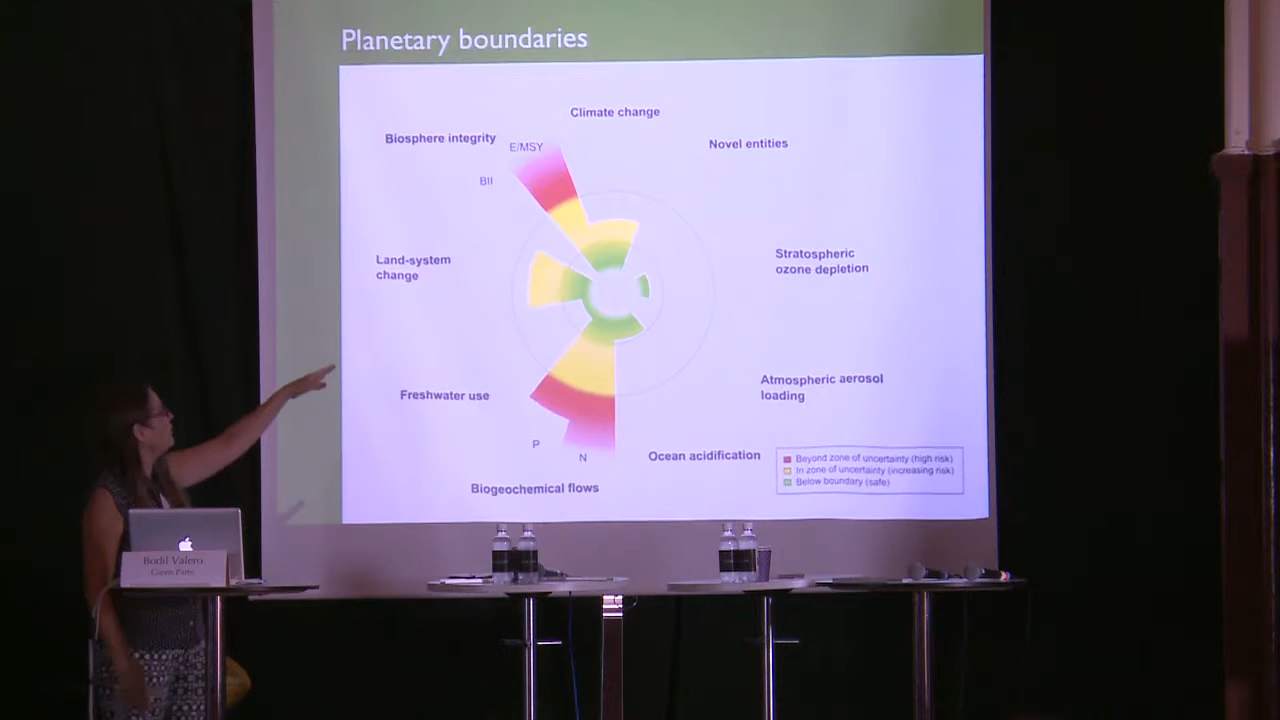 Planetary boundaries
Climate change
Biosphere integrity
E/MSY
Novel entities
BII
Land-system
change
Stratospheric
ozone depletion
Freshwater use
Atmospheric aerosol
loading
P
N
Ocean acidification
Biogeochemical flows
Beyond zone of uncertainty (high risk)
In zone of uncertainty (increasing risk)
Below boundary (safe)
Bodil Valero
Green Party